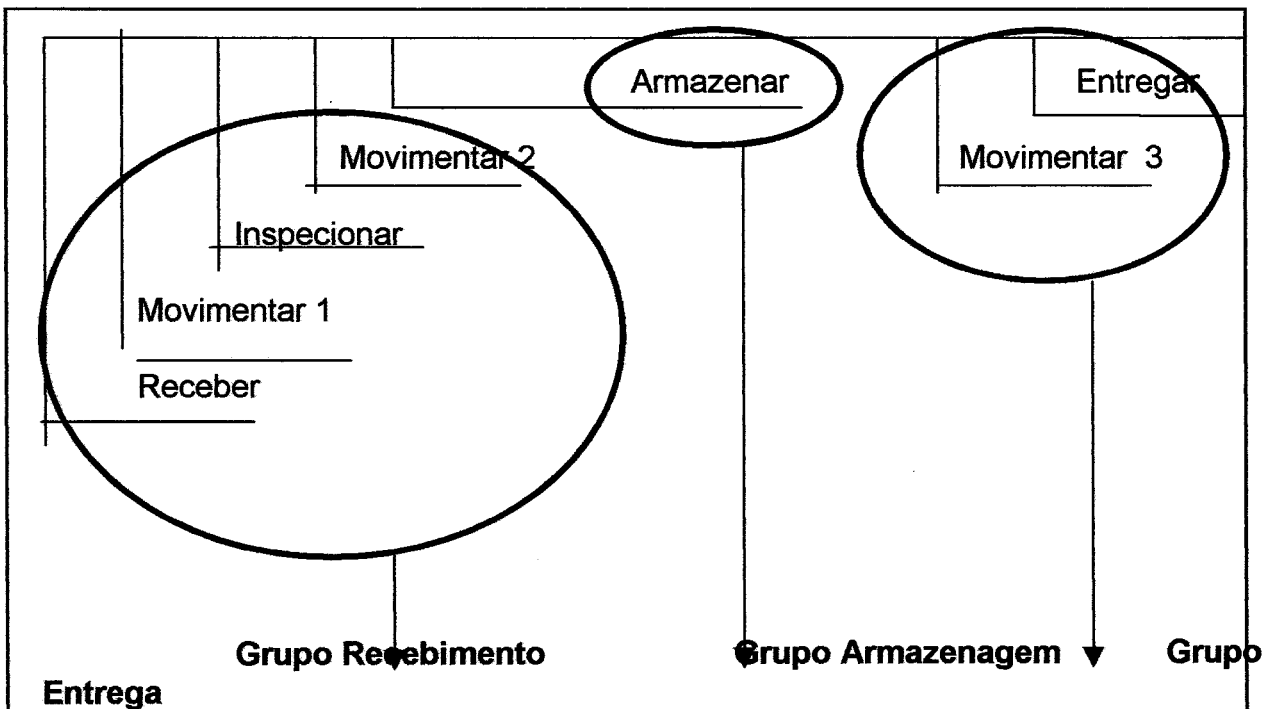 Armazenar
Entregar
Movimentar 2
Movimentar 3
Inspecionar
Movimentar 1
Receber
Grupo Recebimento
Grupo Armazenagem
Grupo
Entrega